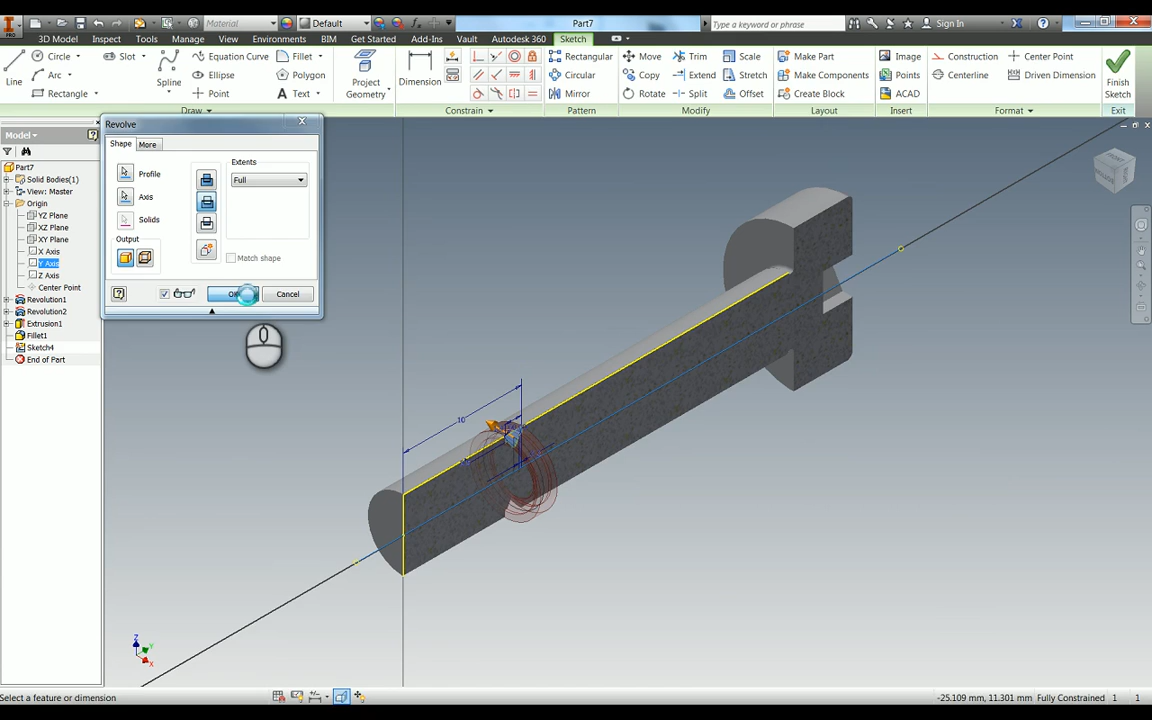 Material
Default
Part7
Type a keyword or phrase
Sign In
PRO
3D Model Inspect Tools Manage View Environments BIM Get Started Add-Ins Vault Autodesk 360 Sketch
Line
Circle
Arc
Rectangle
Slot
Spline
Equation Curve
Ellipse
Point
Fillet
Polygon
Text
Project Geometry
Dimension
Rectangular
Circular
Mirror
Move
Copy
Rotate
Trim
Extend
Split
Scale
Stretch
Offset
Make Part
Make Components
Create Block
Image
Points
ACAD
Construction
Centerline
Center Point
Driven Dimension
Finish Sketch
Draw Constrain Pattern Modify Layout Insert Format Exit
Model
Part7
Solid Bodies(1)
View: Master
Origin
YZ Plane
XZ Plane
XY Plane
X Axis
Y Axis
Z Axis
Center Point
Revolution1
Revolution2
Extrusion1
Fillet1
Sketch4
End of Part
Revolve
Shape More
Profile
Axis
Solids
Output
Extents
Full
Match shape
Cancel
10
FRONT
Z
Y
X
Select a feature or dimension
-25.109 mm, 11.301 mm Fully Constrained 1 1